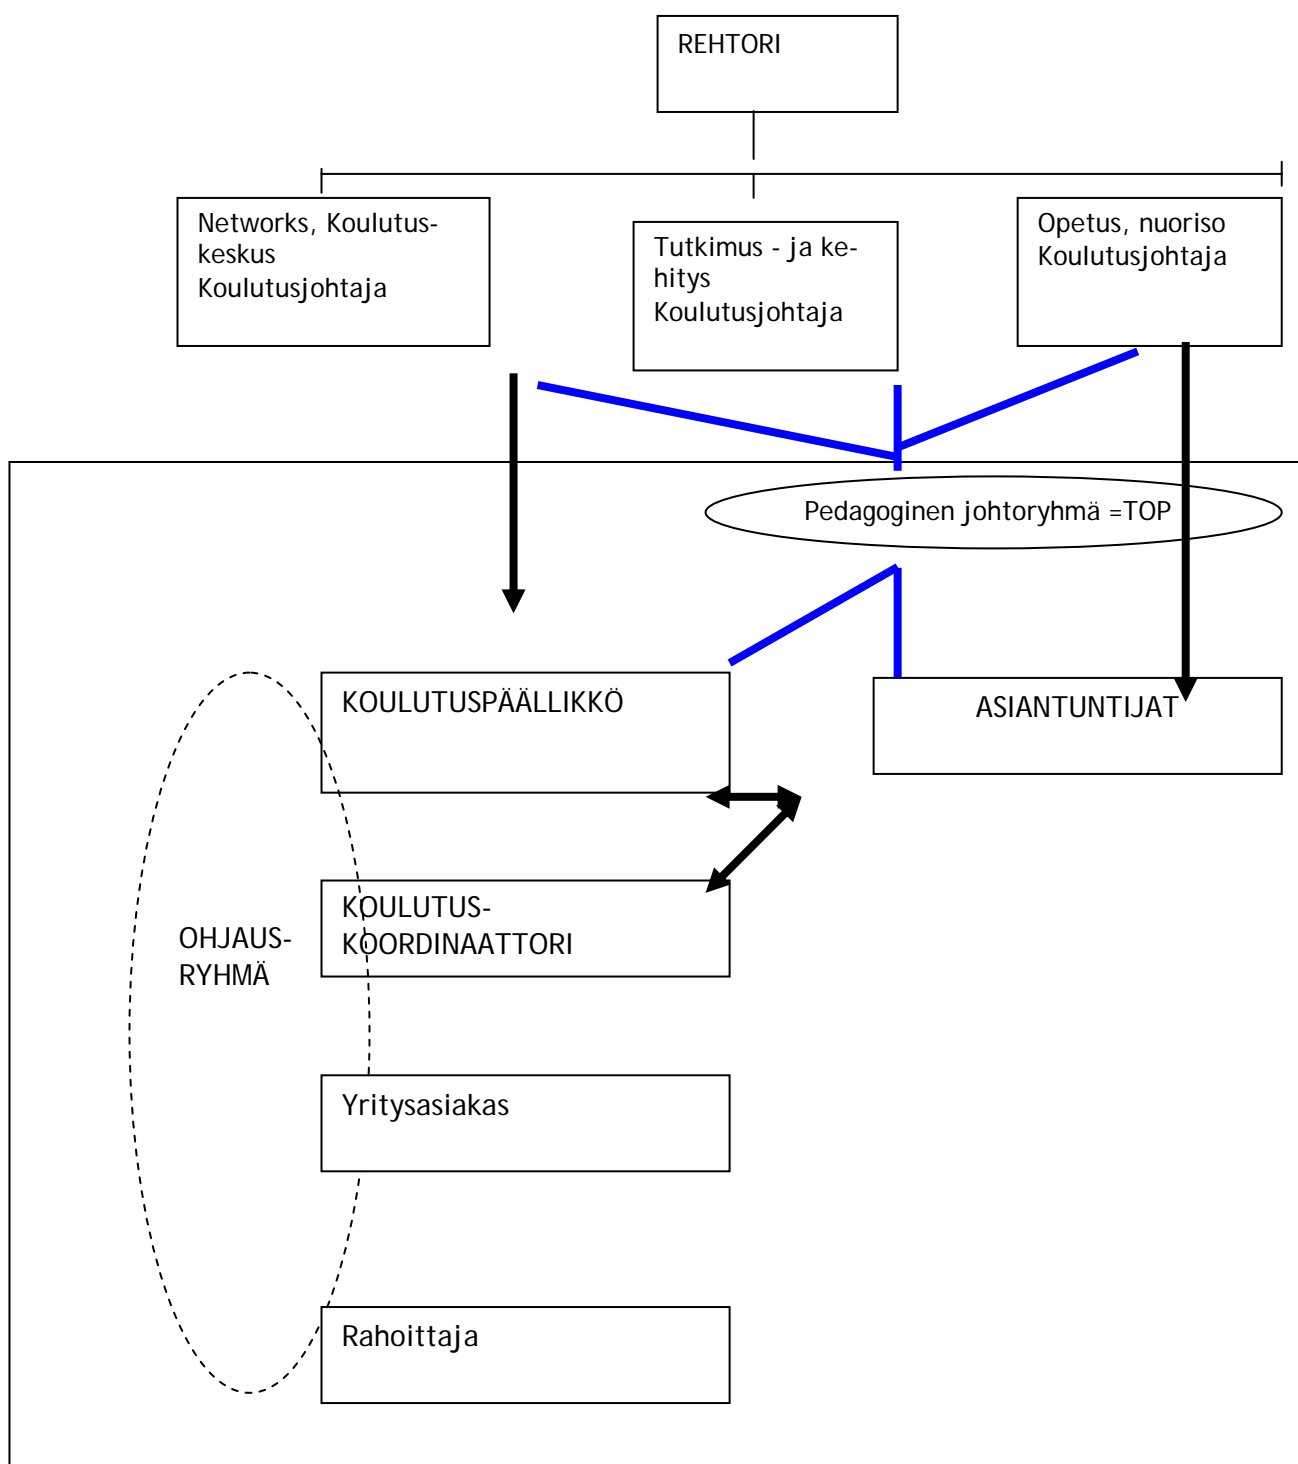 REHTORI
Networks, Koulutus-
keskus
Koulutusjohtaja
Tutkimus - ja ke-
hitys
Koulutusjohtaja
Opetus, nuoriso
Koulutusjohtaja
Pedagoginen johtoryhmä =TOP
KOULUTUSPÄÄLLIKKÖ
ASIANTUNTIJAT
OHJAUS-
RYHMÄ
KOULUTUS-
KOORDINAATTORI
Yritysasiakas
Rahoittaja